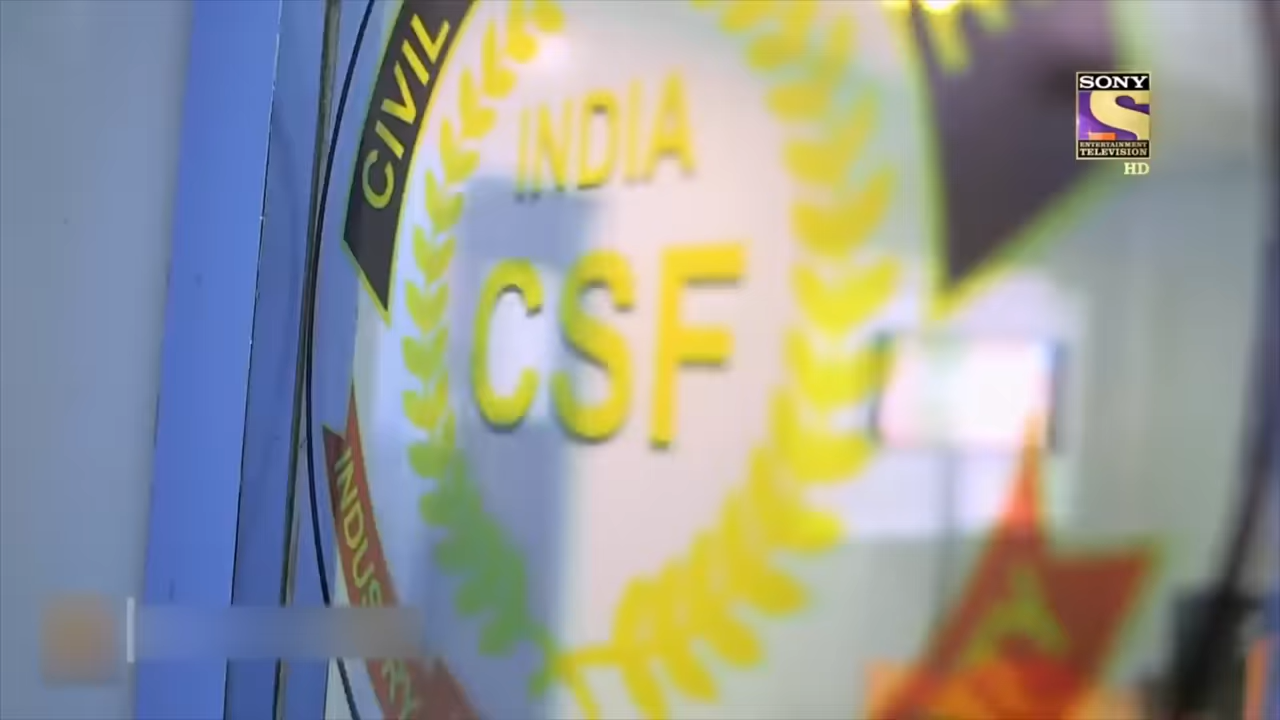 CIVIL
INDIA
CSF
SONY
ENTERTAINMENT
TELEVISION
HD